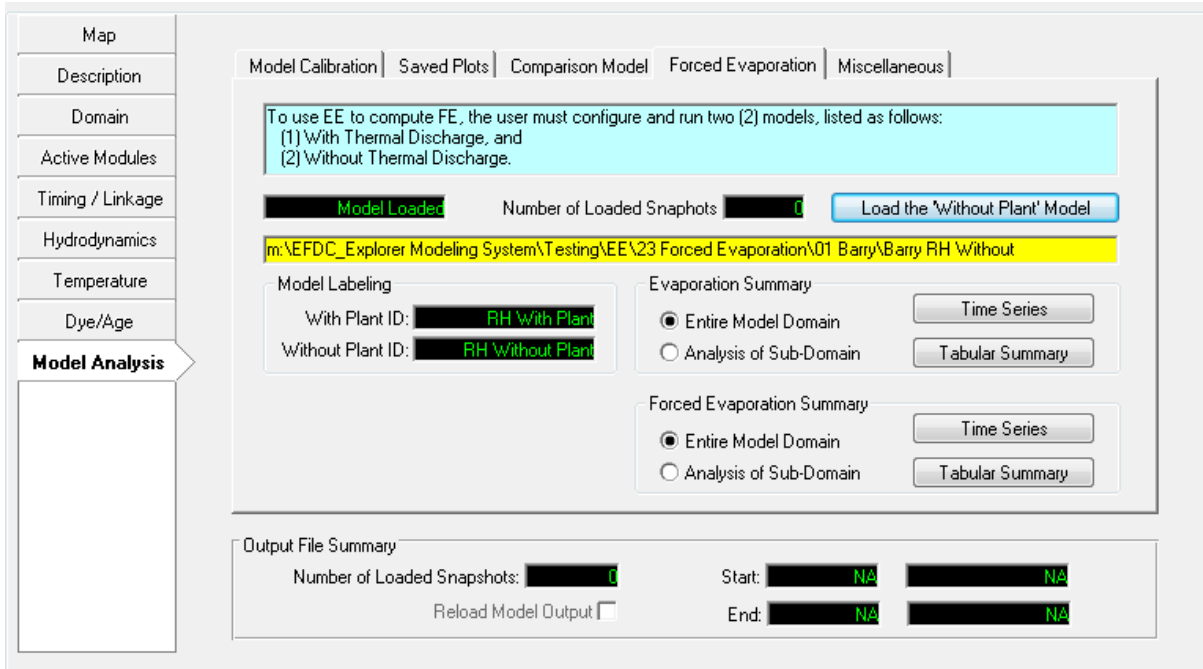 Map
Description
Domain
Active Modules
Timing / Linkage
Hydrodynamics
Temperature
Dye/Age
Model Analysis
Model Calibration Saved Plots Comparison Model Forced Evaporation Miscellaneous
To use EE to compute FE, the user must configure and run two (2) models, listed as follows:
(1) With Thermal Discharge, and
(2) Without Thermal Discharge.
Model Loaded Number of Loaded Snaphots 0 Load the 'Without Plant' Model
m:\EFDC_Explorer Modeling System\Testing\EE\23 Forced Evaporation\01 Barry\Barry RH Without
Model Labeling
With Plant ID: RH With Plant
Without Plant ID: RH Without Plant
Evaporation Summary
Entire Model Domain Time Series
Analysis of Sub-Domain Tabular Summary
Forced Evaporation Summary
Entire Model Domain Time Series
Analysis of Sub-Domain Tabular Summary
Output File Summary
Number of Loaded Snapshots: 0 Start: NA NA
Reload Model Output End: NA NA